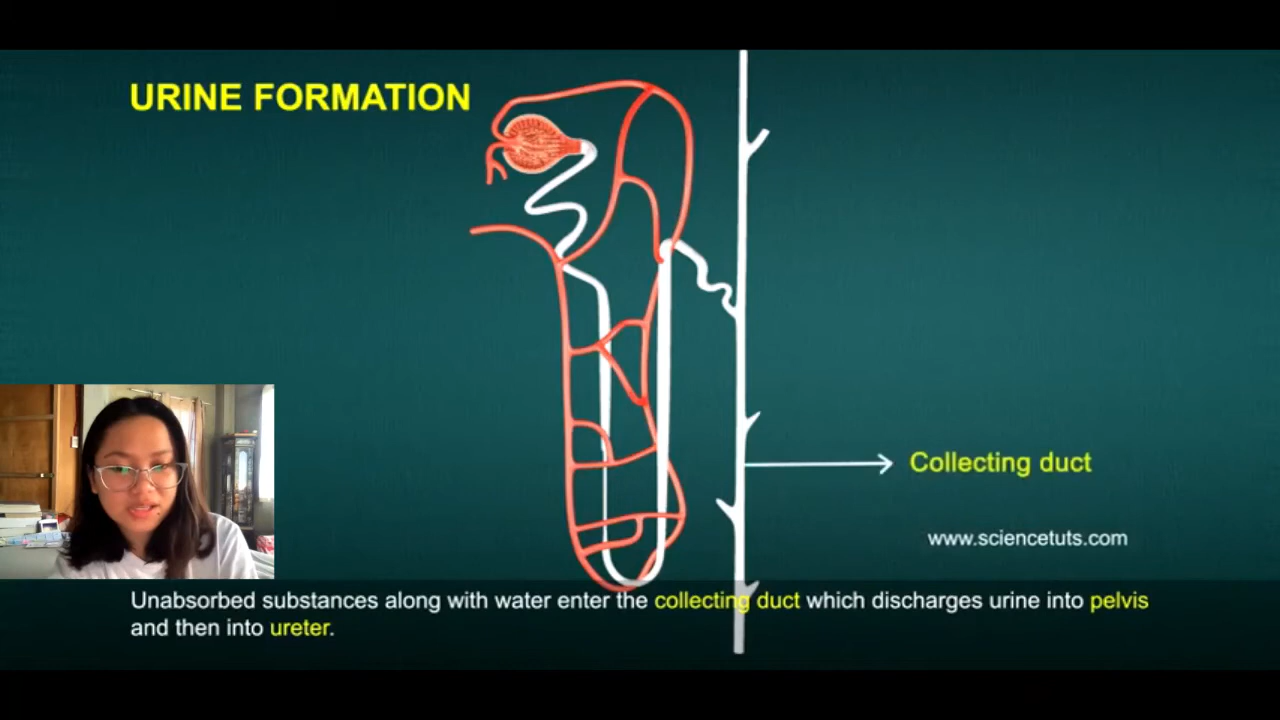 URINE FORMATION
Collecting duct
www.sciencetuts.com
Unabsorbed substances along with water enter the collecting duct which discharges urine into pelvis
and then into ureter.